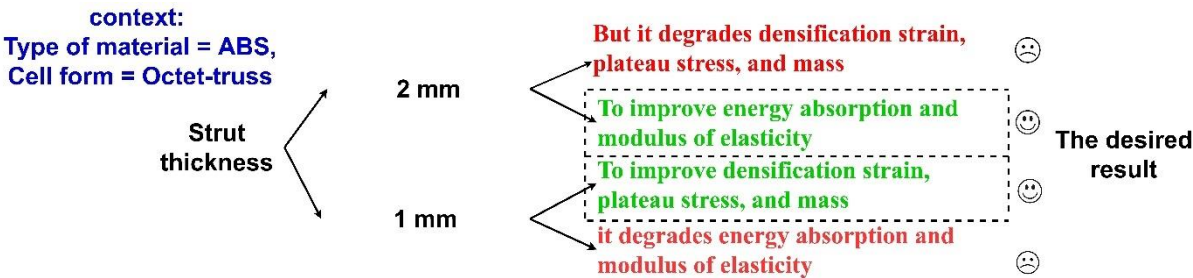 context:
Type of material = ABS,
Cell form = Octet-truss
Strut
thickness
2 mm
But it degrades densification strain,
plateau stress, and mass
To improve energy absorption and
modulus of elasticity
1 mm
To improve densification strain,
plateau stress, and mass
it degrades energy absorption and
modulus of elasticity
The desired
result